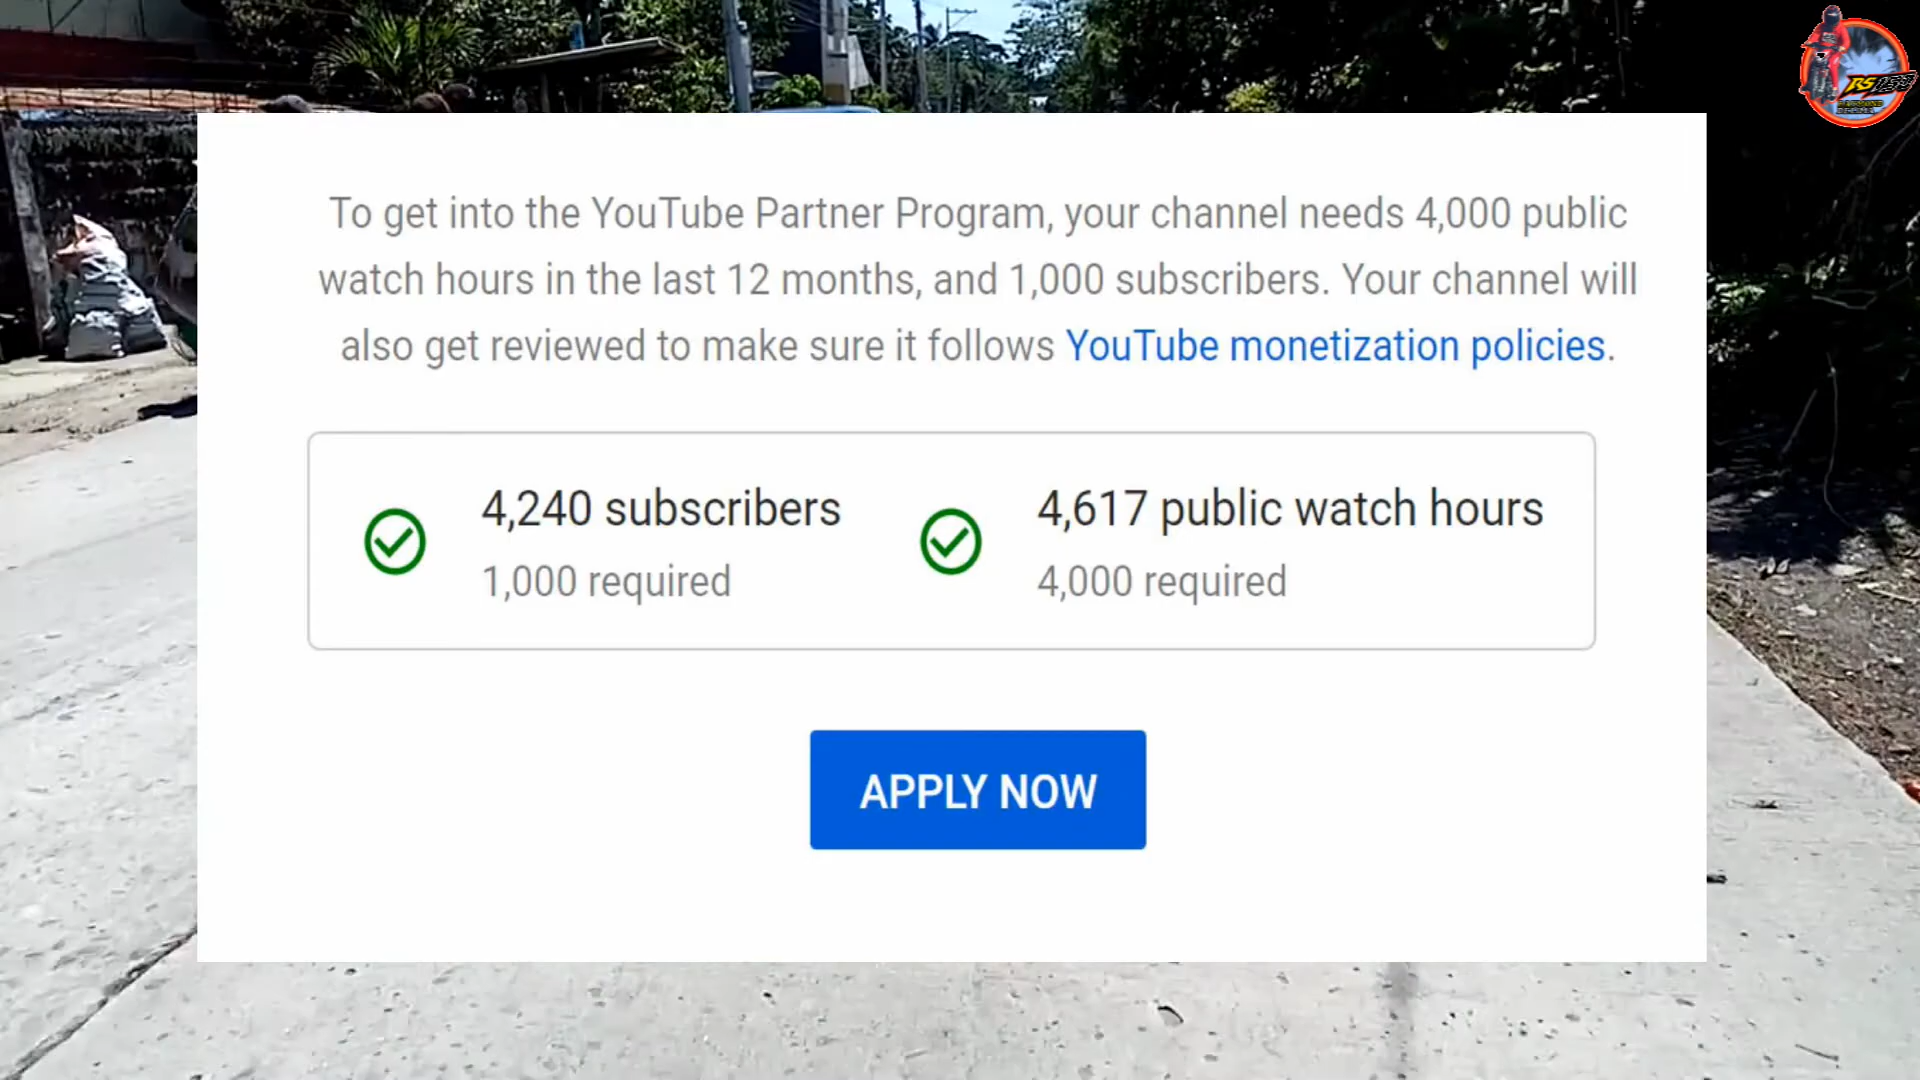 To get into the YouTube Partner Program, your channel needs 4,000 public
watch hours in the last 12 months, and 1,000 subscribers. Your channel will
also get reviewed to make sure it follows YouTube monetization policies.
4,240 subscribers
1,000 required
4,617 public watch hours
4,000 required
APPLY NOW